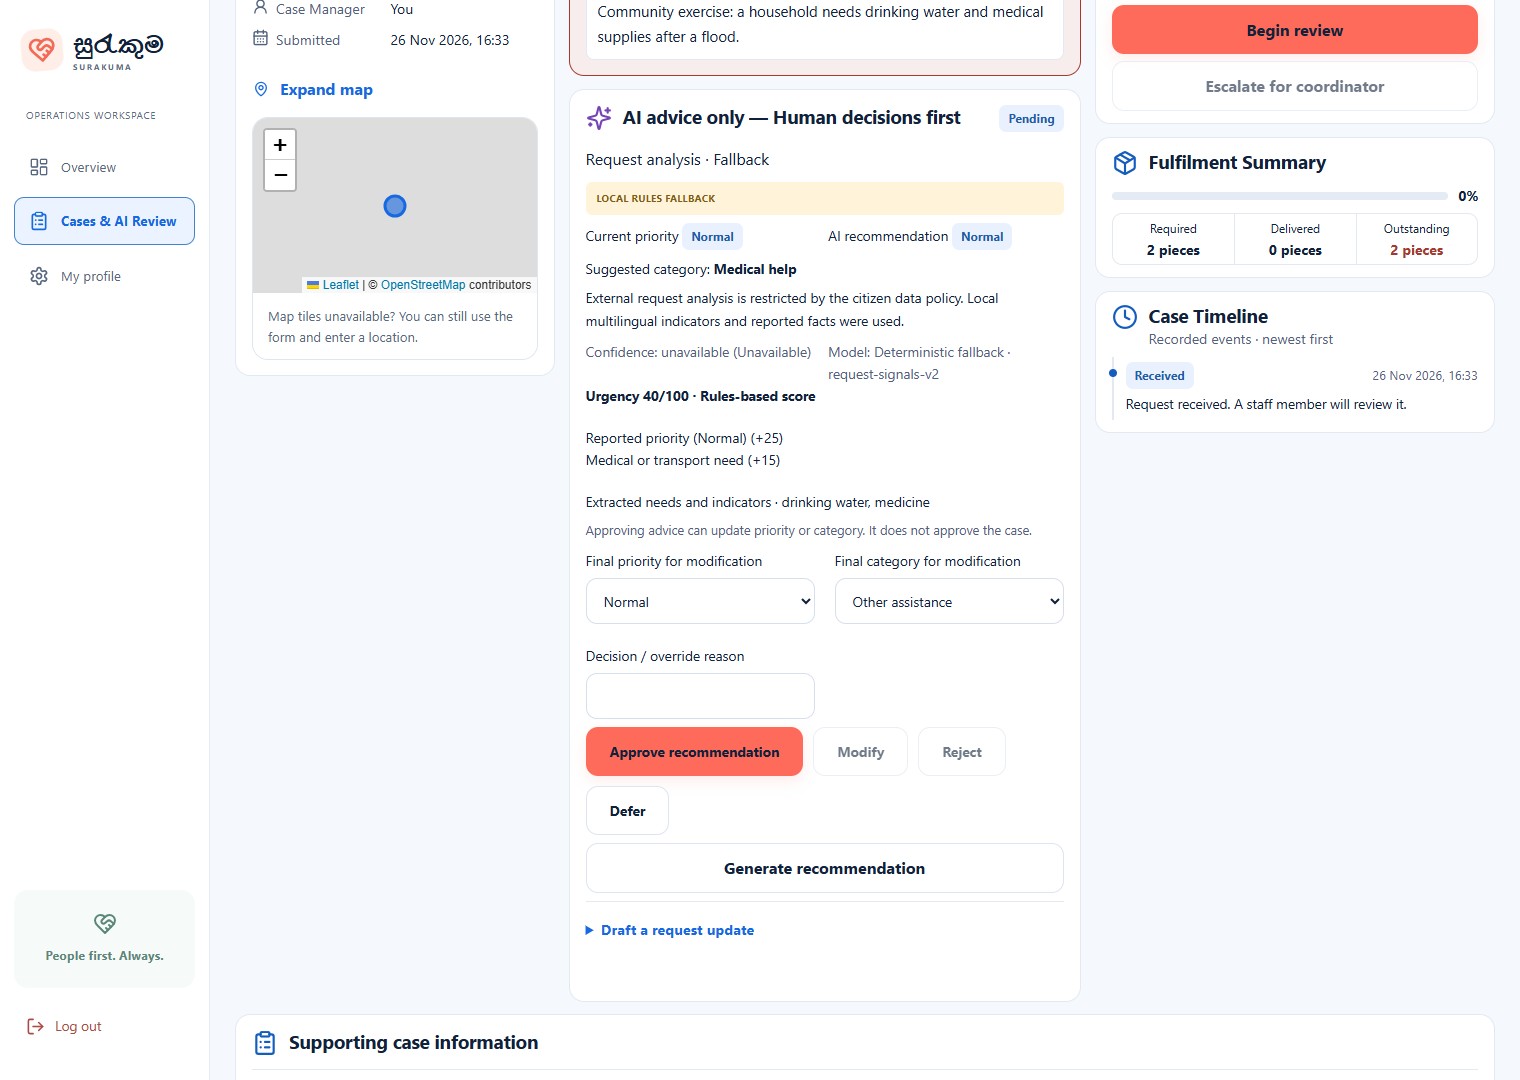 සුරැකුම
SURAKUMA
OPERATIONS WORKSPACE
Overview
Cases & AI Review
My profile
People first. Always.
Log out
Case Manager You
Submitted 26 Nov 2026, 16:33
Expand map
+
−
Leaflet | © OpenStreetMap contributors
Map tiles unavailable? You can still use the
form and enter a location.
Community exercise: a household needs drinking water and medical
supplies after a flood.
AI advice only — Human decisions first Pending
Request analysis · Fallback
LOCAL RULES FALLBACK
Current priority Normal AI recommendation Normal
Suggested category: Medical help
External request analysis is restricted by the citizen data policy. Local
multilingual indicators and reported facts were used.
Confidence: unavailable (Unavailable) Model: Deterministic fallback ·
request-signals-v2
Urgency 40/100 · Rules-based score
Reported priority (Normal) (+25)
Medical or transport need (+15)
Extracted needs and indicators · drinking water, medicine
Approving advice can update priority or category. It does not approve the case.
Final priority for modification Final category for modification
Normal Other assistance
Decision / override reason
Approve recommendation Modify Reject
Defer
Generate recommendation
Draft a request update
Begin review
Escalate for coordinator
Fulfilment Summary
0%
Required Delivered Outstanding
2 pieces 0 pieces 2 pieces
Case Timeline
Recorded events · newest first
Received 26 Nov 2026, 16:33
Request received. A staff member will review it.
Supporting case information